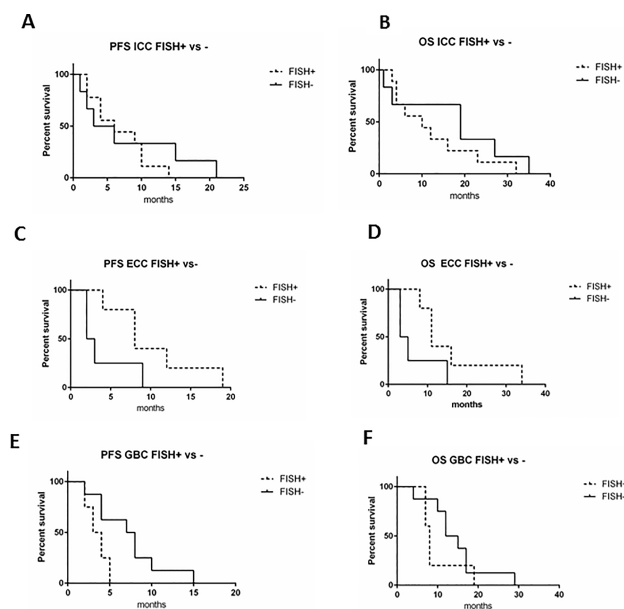 A
PFS ICC FISH+ vs -
Percent survival
100
50
0
0 5 10 15 20 25
months
FISH+
FISH-
B
OS ICC FISH+ vs -
Percent survival
100
50
0
0 10 20 30 40
months
FISH+
FISH-
C
PFS ECC FISH+ vs-
Percent survival
100
50
0
0 5 10 15 20
months
FISH+
FISH-
D
OS ECC FISH+ vs -
Percent survival
100
50
0
0 10 20 30 40
months
FISH+
FISH-
E
PFS GBC FISH+ vs -
Percent survival
100
50
0
0 5 10 15 20
months
FISH+
FISH-
F
OS GBC FISH+ vs -
Percent survival
100
50
0
0 10 20 30 40
months
FISH+
FISH-